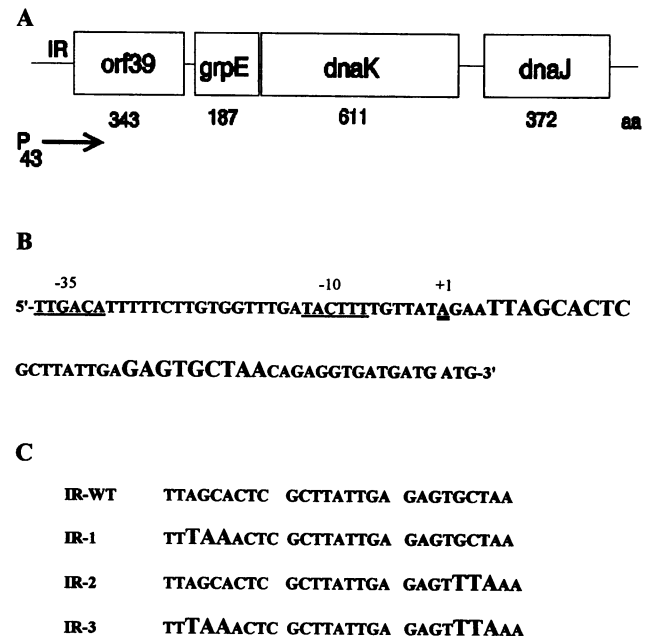 A
IR orf39 grpE dnaK dnaJ
343 187 611 372 aa
P43
B
-35 -10 +1
5'-TTGACATTTTTCTTGTGGTTTGATACTTTTGTTATAGAATTAGCACTC
GCTTATTGAGAGTGCTAACAGAGGTGATGATG ATG-3'
C
IR-WT TTAGCACTC GCTTATTGA GAGTGCTAA
IR-1 TTTAAACTC GCTTATTGA GAGTGCTAA
IR-2 TTAGCACTC GCTTATTGA GAGTTTAAA
IR-3 TTTAAACTC GCTTATTGA GAGTTTAAA